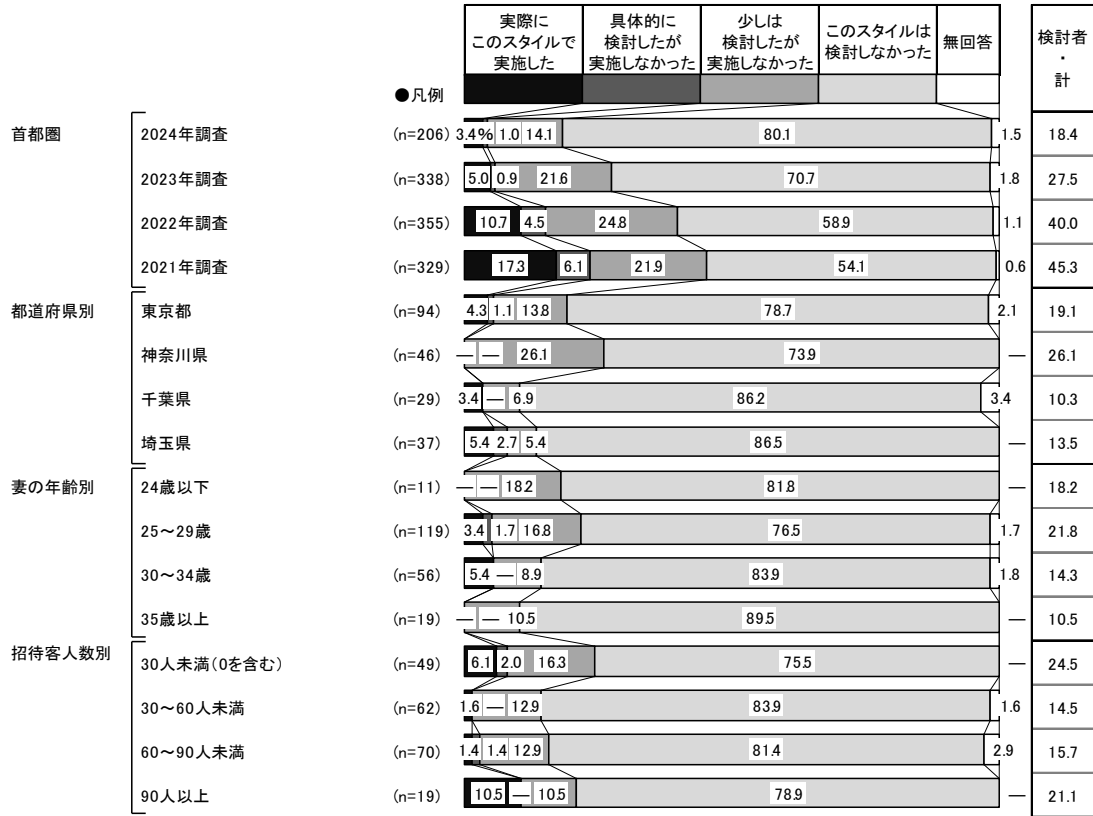 実際に
このスタイルで
実施した
具体的に
検討したが
実施しなかった
少しは
検討したが
実施しなかった
このスタイルは
検討しなかった
無回答
検討者
・
計
●凡例
首都圏 2024年調査 (n=206) 3.4% 1.0 14.1 80.1 1.5 18.4
2023年調査 (n=338) 5.0 0.9 21.6 70.7 1.8 27.5
2022年調査 (n=355) 10.7 4.5 24.8 58.9 1.1 40.0
2021年調査 (n=329) 17.3 6.1 21.9 54.1 0.6 45.3
都道府県別 東京都 (n=94) 4.3 1.1 13.8 78.7 2.1 19.1
神奈川県 (n=46) — — 26.1 73.9 — 26.1
千葉県 (n=29) 3.4 — 6.9 86.2 3.4 10.3
埼玉県 (n=37) 5.4 2.7 5.4 86.5 — 13.5
妻の年齢別 24歳以下 (n=11) — — 18.2 81.8 — 18.2
25～29歳 (n=119) 3.4 1.7 16.8 76.5 1.7 21.8
30～34歳 (n=56) 5.4 — 8.9 83.9 1.8 14.3
35歳以上 (n=19) — — 10.5 89.5 — 10.5
招待客人数別 30人未満(0を含む) (n=49) 6.1 2.0 16.3 75.5 — 24.5
30～60人未満 (n=62) 1.6 — 12.9 83.9 1.6 14.5
60～90人未満 (n=70) 1.4 1.4 12.9 81.4 2.9 15.7
90人以上 (n=19) 10.5 — 10.5 78.9 — 21.1